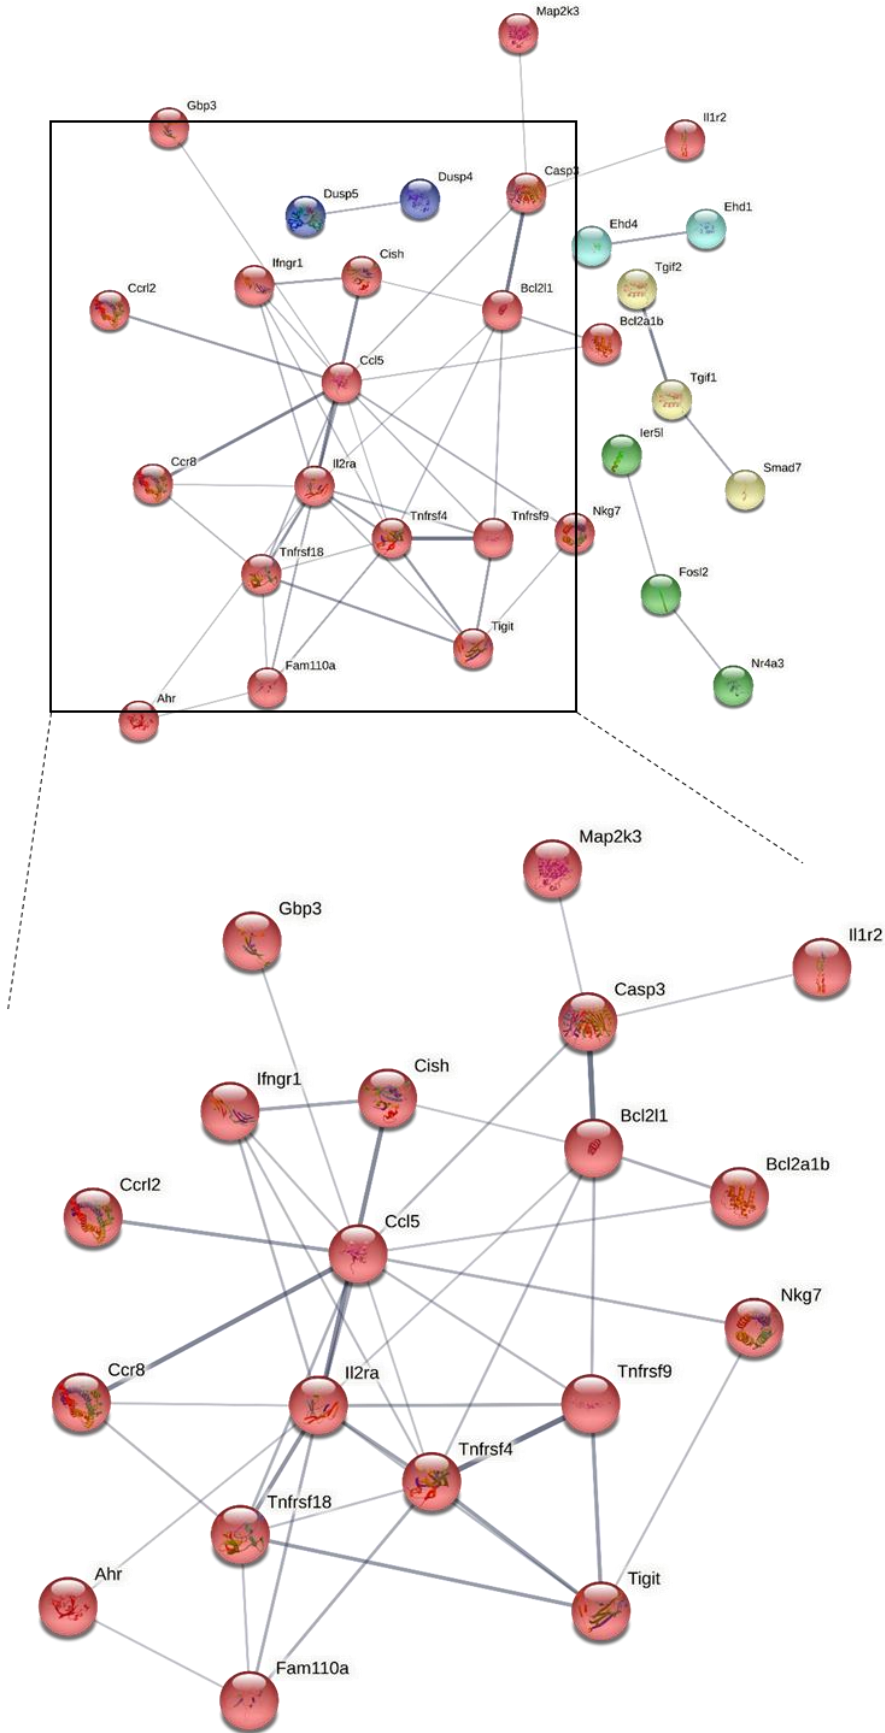 Map2k3
Gbp3
Il1r2
Casp3
Dusp4
Dusp5
Ehd1
Ehd4
Cish
Ifngr1
Tgif2
Ccrl2
Bcl2l1
Bcl2a1b
Ccl5
Tgif1
Ier5l
Ccr8
Il2ra
Smad7
Tnfrsf4
Tnfrsf9
Nkg7
Tnfrsf18
Fosl2
Tigit
Fam110a
Nr4a3
Ahr
Map2k3
Gbp3
Il1r2
Casp3
Cish
Ifngr1
Bcl2l1
Bcl2a1b
Ccrl2
Ccl5
Nkg7
Ccr8
Il2ra
Tnfrsf9
Tnfrsf4
Tnfrsf18
Ahr
Tigit
Fam110a